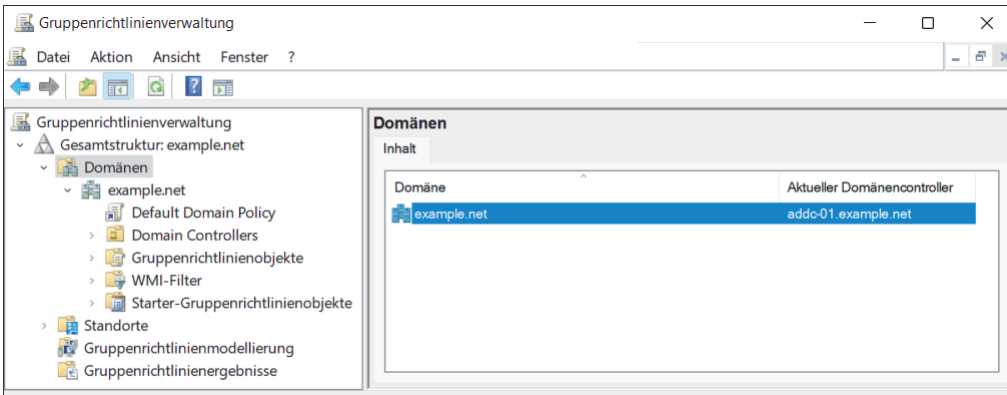 Gruppenrichtlinienverwaltung
Datei Aktion Ansicht Fenster ?
Gruppenrichtlinienverwaltung
Gesamtstruktur: example.net
Domänen
example.net
Default Domain Policy
Domain Controllers
Gruppenrichtlinienobjekte
WMI-Filter
Starter-Gruppenrichtlinienobjekte
Standorte
Gruppenrichtlinienmodellierung
Gruppenrichtlinienergebnisse
Domänen
Inhalt
Domäne Aktueller Domänencontroller
example.net addc-01.example.net